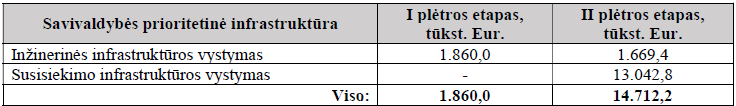 Savivaldybės prioritetinė infrastruktūra I plėtros etapas, tūkst. Eur. II plėtros etapas, tūkst. Eur.
Inžinerinės infrastruktūros vystymas 1.860,0 1.669,4
Susisiekimo infrastruktūros vystymas - 13.042,8
Viso: 1.860,0 14.712,2